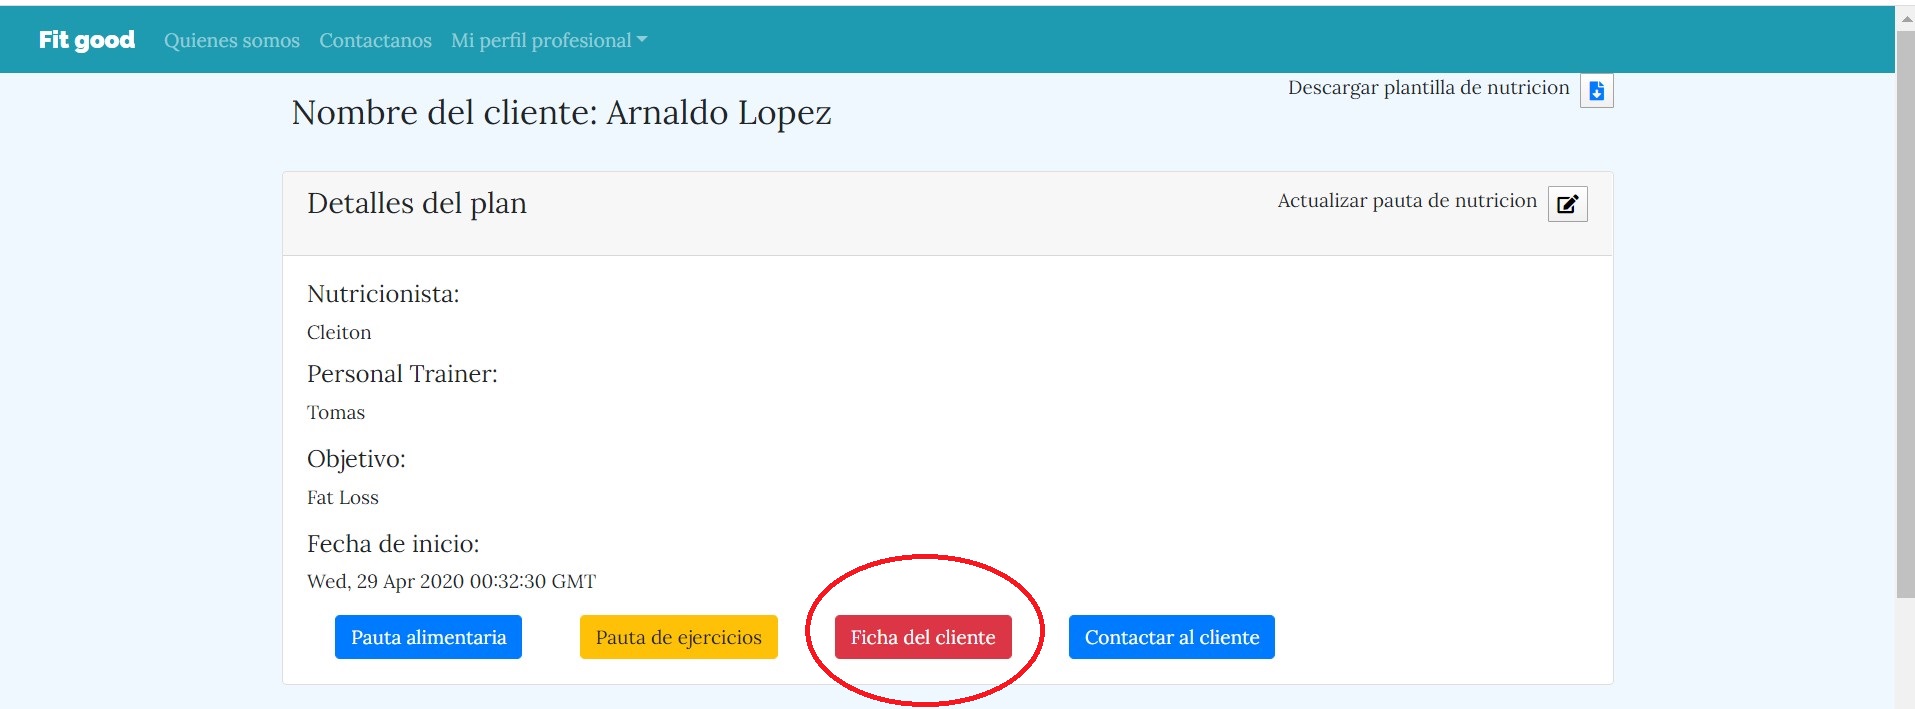 Fit good Quienes somos Contactanos Mi perfil profesional
Descargar plantilla de nutricion
Nombre del cliente: Arnaldo Lopez
Detalles del plan
Actualizar pauta de nutricion
Nutricionista:
Cleiton
Personal Trainer:
Tomas
Objetivo:
Fat Loss
Fecha de inicio:
Wed, 29 Apr 2020 00:32:30 GMT
Pauta alimentaria Pauta de ejercicios Ficha del cliente Contactar al cliente